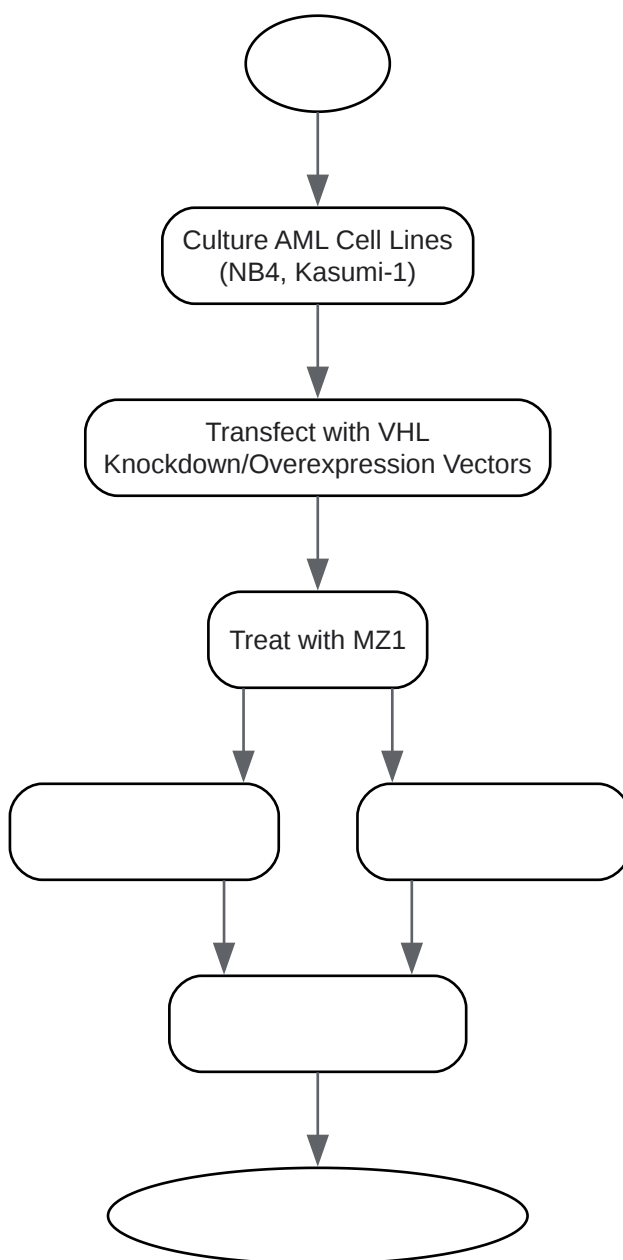 Culture AML Cell Lines
(NB4, Kasumi-1)
Transfect with VHL
Knockdown/Overexpression Vectors
Treat with MZ1